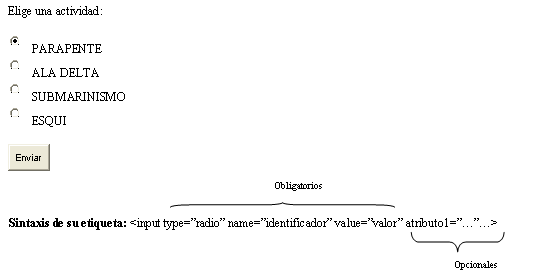 Elige una actividad:
PARAPENTE
ALA DELTA
SUBMARINISMO
ESQUI
Enviar
Obligatorios
Sintaxis de su etiqueta: <input type=”radio” name=”identificador” value=”valor” atributo1=”…”…>
Opcionales